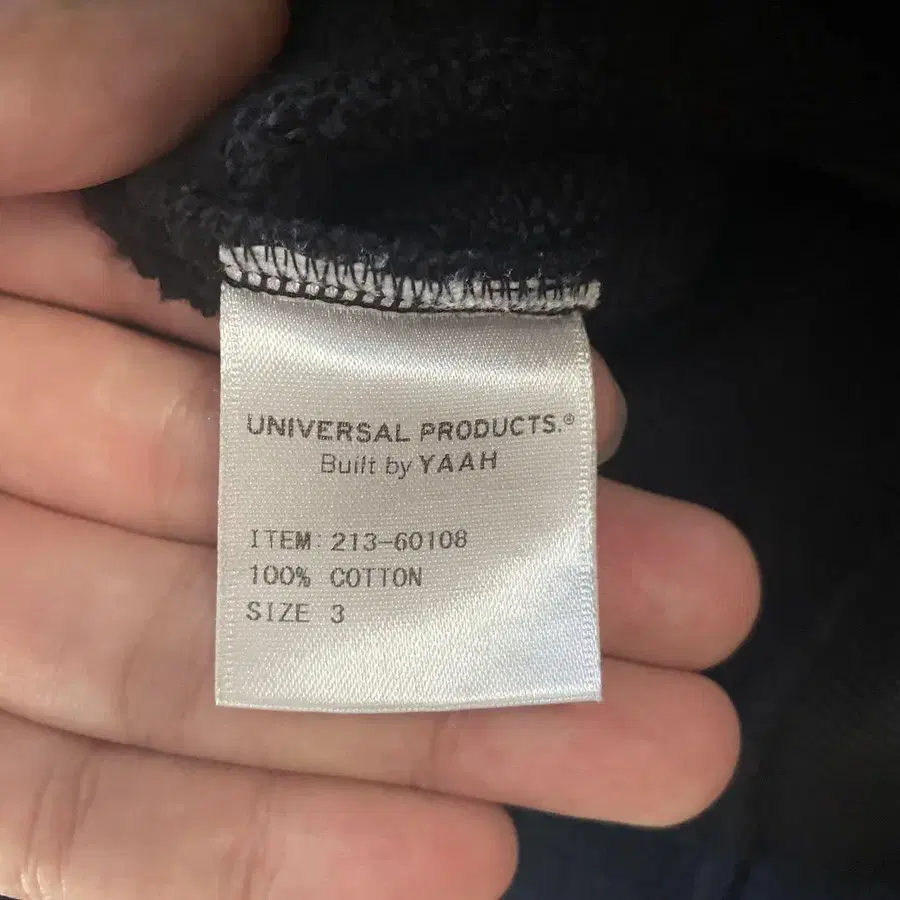 UNIVERSAL PRODUCTS.®
Built by YAAH
ITEM 213-60108
100% COTTON
SIZE 3